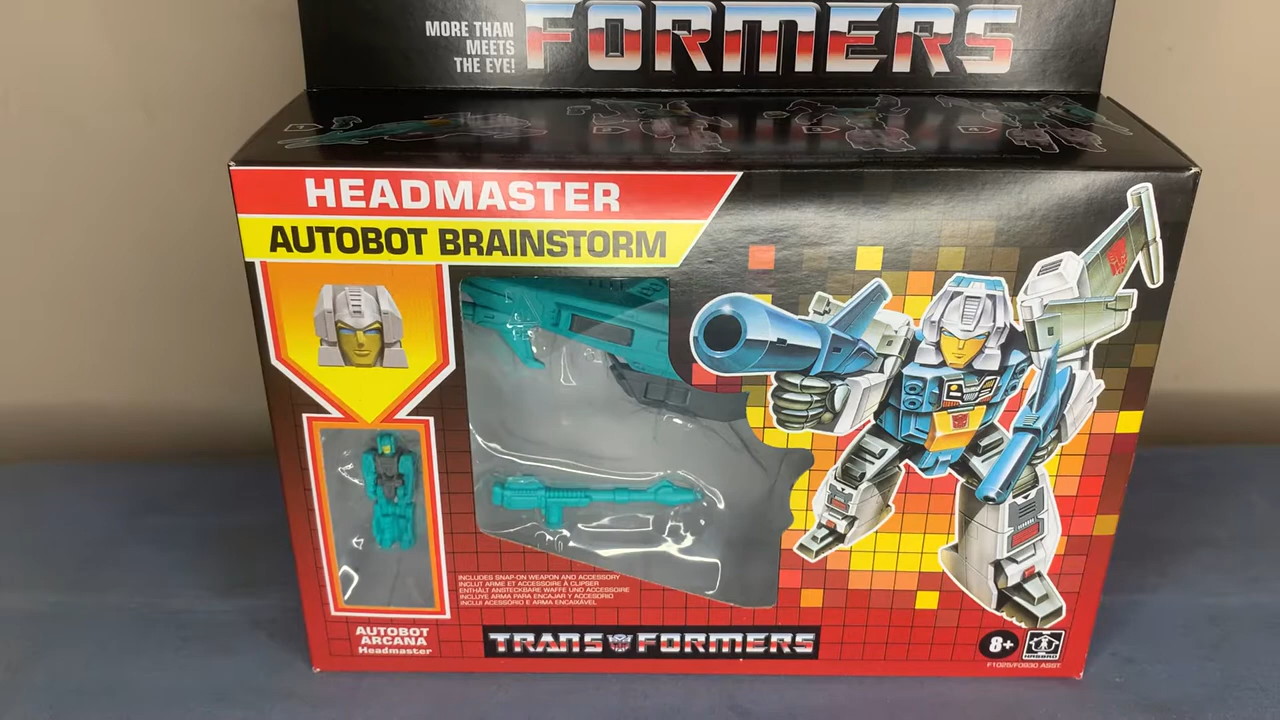 MORE THAN
MEETS
THE EYE!
FORMERS
HEADMASTER
AUTOBOT BRAINSTORM
INCLUDES SNAP-ON WEAPON AND ACCESSORY
INCLUT ARME ET ACCESSOIRE À CLIPSER
ENTHÄLT ANSTECKBARE WAFFE UND ACCESSOIRE
INCLUYE ARMA PARA ENCAJAR Y ACCESORIO
INCLUI ACESSÓRIO E ARMA ENCAIXÁVEL
AUTOBOT
ARCANA
Headmaster
TRANSFORMERS
8+
HASBRO
F1025/F0930 ASST